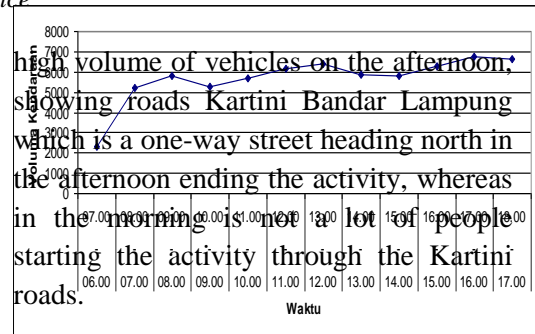 ice
8000
7000
6000
5000
4000
3000
2000
1000
0
Volume Kendaraan
high volume of vehicles on the afternoon,
showing roads Kartini Bandar Lampung
which is a one-way street heading north in
the afternoon ending the activity, whereas
in the morning is not a lot of people
starting the activity through the Kartini
roads.
07.00 08.00 09.00 10.00 11.00 12.00 13.00 14.00 15.00 16.00 17.00 18.00
- - - - - - - - - - - -
06.00 07.00 08.00 09.00 10.00 11.00 12.00 13.00 14.00 15.00 16.00 17.00
Waktu